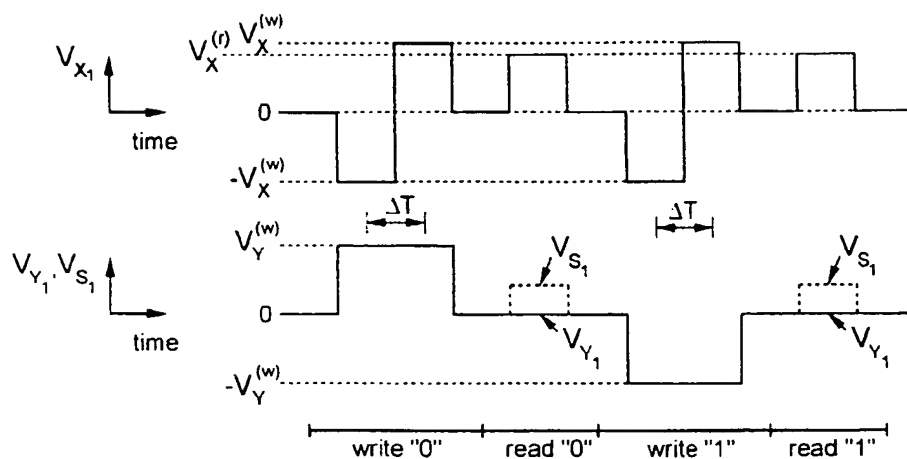 V_X^(r) V_X^(w)
V_X1
0
time
-V_X^(w)
ΔT ΔT
V_Y^(w)
V_S1 V_S1
V_Y1, V_S1
0
V_Y1 V_Y1
time
-V_Y^(w)
write "0" read "0" write "1" read "1"